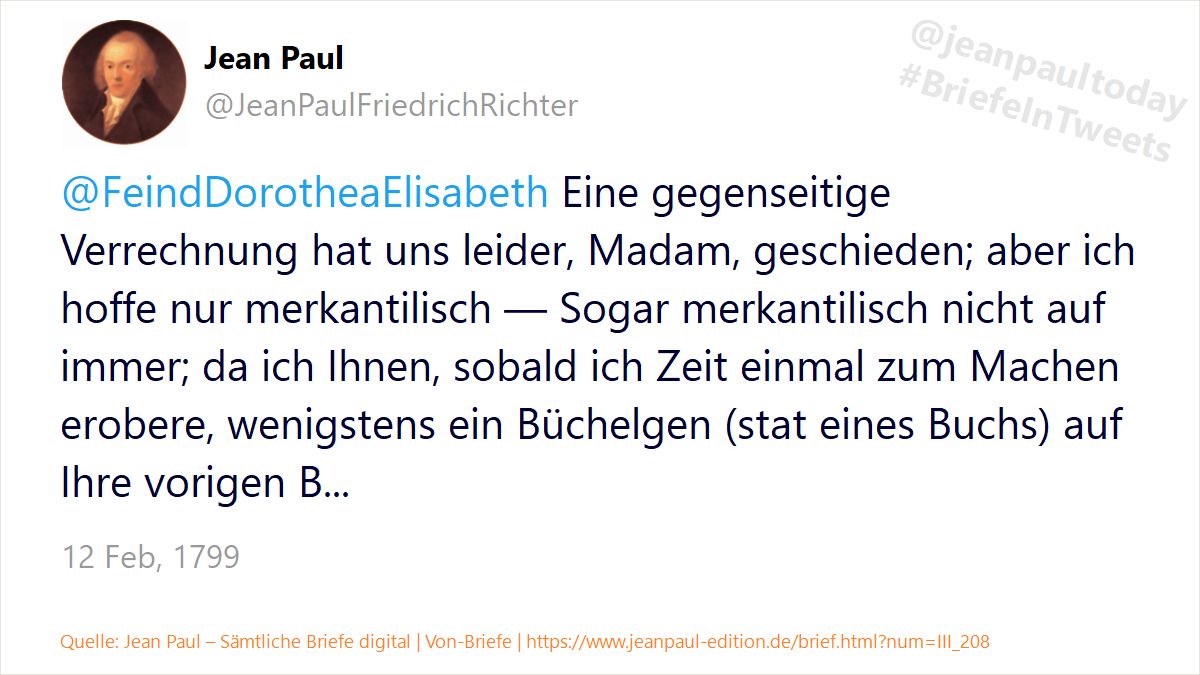 Jean Paul
@JeanPaulFriedrichRichter
@jeanpaultoday
#BriefeInTweets
@FeindDorotheaElisabeth Eine gegenseitige
Verrechnung hat uns leider, Madam, geschieden; aber ich
hoffe nur merkantilisch — Sogar merkantilisch nicht auf
immer; da ich Ihnen, sobald ich Zeit einmal zum Machen
erobere, wenigstens ein Büchelgen (stat eines Buchs) auf
Ihre vorigen B...
12 Feb, 1799
Quelle: Jean Paul – Sämtliche Briefe digital | Von-Briefe | https://www.jeanpaul-edition.de/brief.html?num=III_208